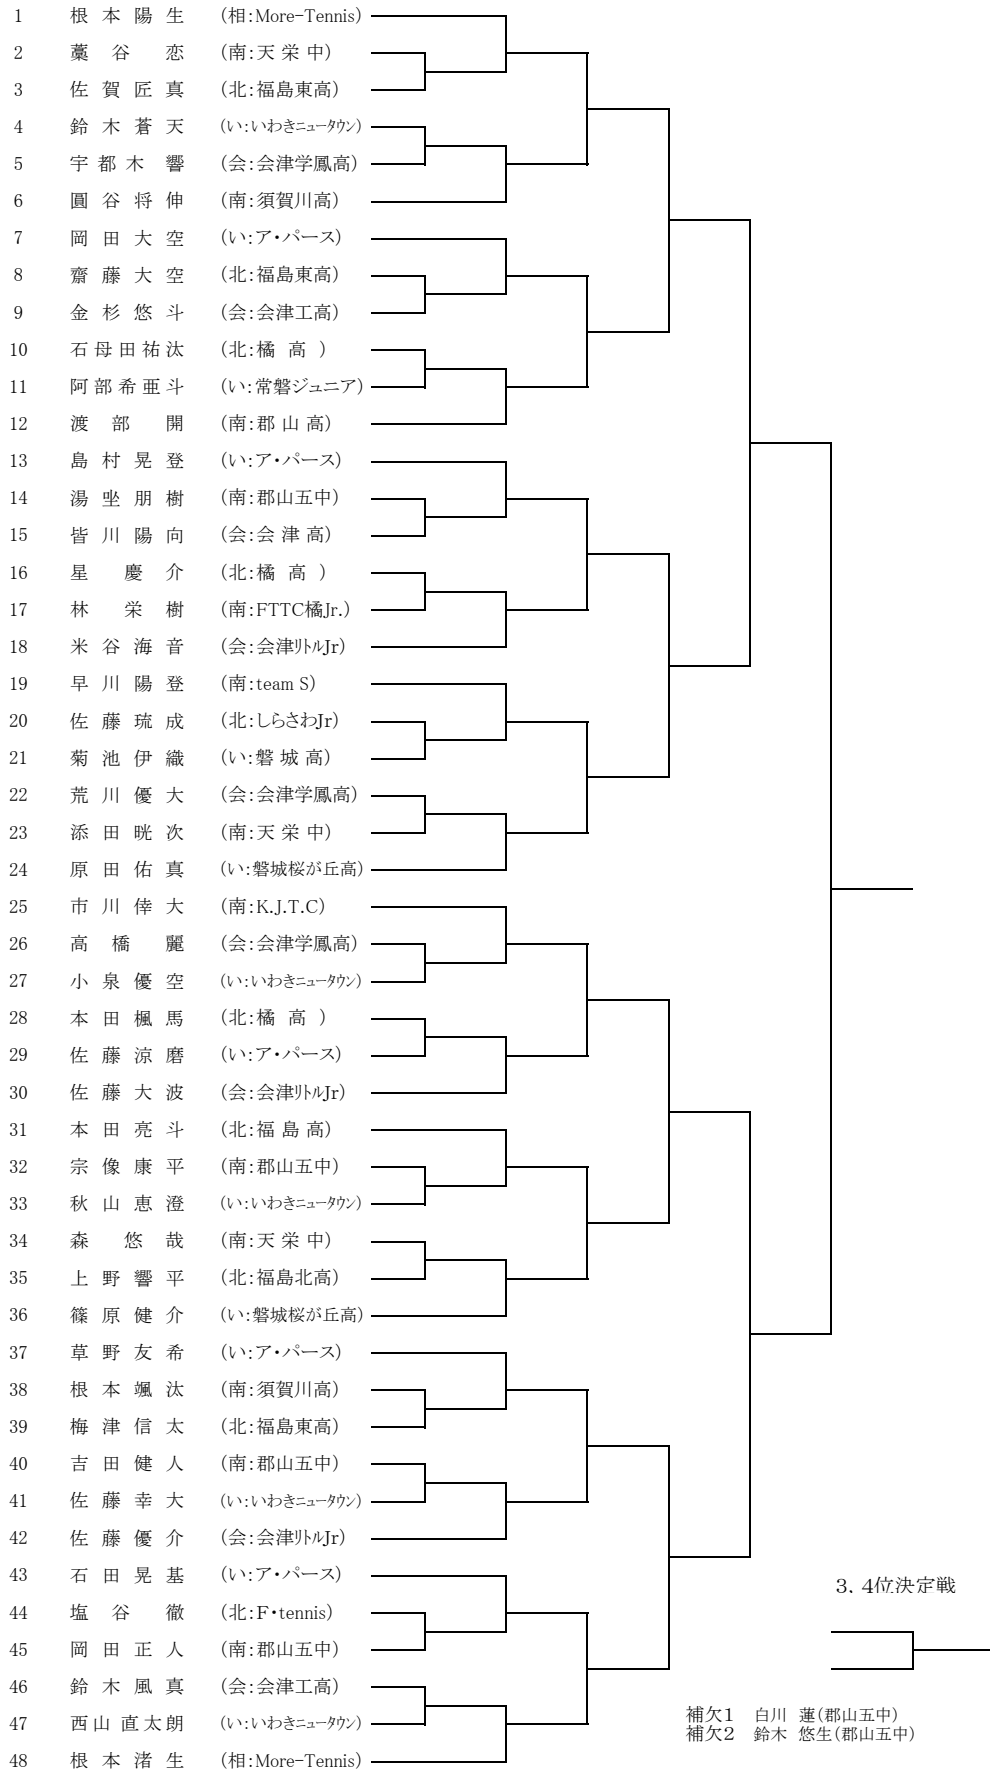 1 根本陽生 (相:More-Tennis)
2 藁谷 恋 (南:天栄中)
3 佐賀匠真 (北:福島東高)
4 鈴木蒼天 (い:いわきニュータウン)
5 宇都木 響 (会:会津学鳳高)
6 圓谷将伸 (南:須賀川高)
7 岡田大空 (い:ア・パース)
8 齋藤大空 (北:福島東高)
9 金杉悠斗 (会:会津工高)
10 石母田祐汰 (北:橘 高 )
11 阿部希亜斗 (い:常磐ジュニア)
12 渡部 開 (南:郡山高)
13 島村晃登 (い:ア・パース)
14 湯坐朋樹 (南:郡山五中)
15 皆川陽向 (会:会津高)
16 星 慶介 (北:橘 高 )
17 林 栄樹 (南:FTTC橘Jr.)
18 米谷海音 (会:会津リトルJr)
19 早川陽登 (南:team S)
20 佐藤琉成 (北:しらさわJr)
21 菊池伊織 (い:磐城高)
22 荒川優大 (会:会津学鳳高)
23 添田晄次 (南:天栄中)
24 原田佑真 (い:磐城桜が丘高)
25 市川倖大 (南:K.J.T.C)
26 高橋 麗 (会:会津学鳳高)
27 小泉優空 (い:いわきニュータウン)
28 本田楓馬 (北:橘 高 )
29 佐藤涼磨 (い:ア・パース)
30 佐藤大波 (会:会津リトルJr)
31 本田亮斗 (北:福島高)
32 宗像康平 (南:郡山五中)
33 秋山恵澄 (い:いわきニュータウン)
34 森 悠哉 (南:天栄中)
35 上野響平 (北:福島北高)
36 篠原健介 (い:磐城桜が丘高)
37 草野友希 (い:ア・パース)
38 根本颯汰 (南:須賀川高)
39 梅津信太 (北:福島東高)
40 吉田健人 (南:郡山五中)
41 佐藤幸大 (い:いわきニュータウン)
42 佐藤優介 (会:会津リトルJr)
43 石田晃基 (い:ア・パース)
44 塩谷 徹 (北:F・tennis)
45 岡田正人 (南:郡山五中)
46 鈴木風真 (会:会津工高)
47 西山直太朗 (い:いわきニュータウン)
48 根本渚生 (相:More-Tennis)
3．4位決定戦
補欠1 白川 蓮(郡山五中)
補欠2 鈴木 悠生(郡山五中)